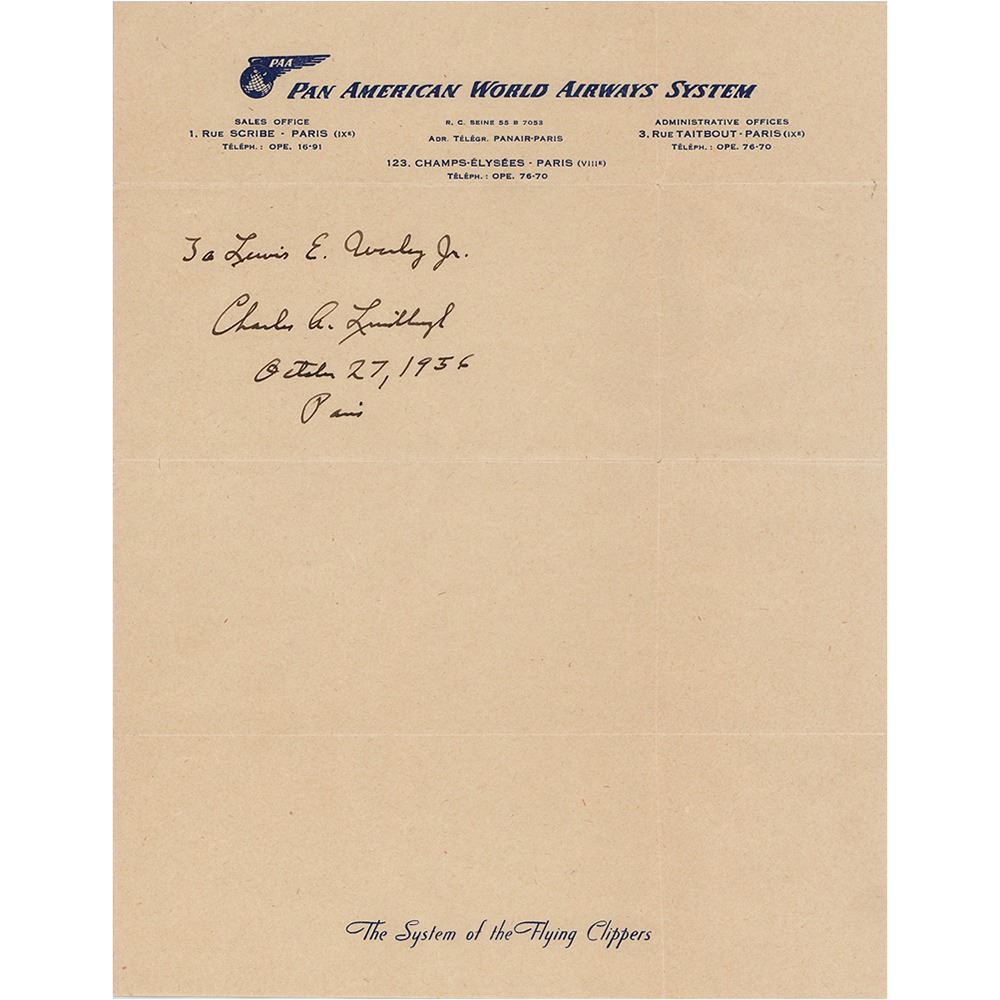 PAA
PAN AMERICAN WORLD AIRWAYS SYSTEM
SALES OFFICE
1, RUE SCRIBE - PARIS (IXE)
TÉLÉPH. : OPE. 16-91
R. C. SEINE 55 B 7053
ADR. TÉLÉGR. PANAIR-PARIS
123, CHAMPS-ÉLYSÉES - PARIS (VIIIE)
TÉLÉPH. : OPE. 76-70
ADMINISTRATIVE OFFICES
3, RUE TAITBOUT - PARIS (IXE)
TÉLÉPH. : OPE. 76-70
To Lewis E. Jr.
Charles A. Lindbergh
October 27, 1956
Paris
The System of the Flying Clippers